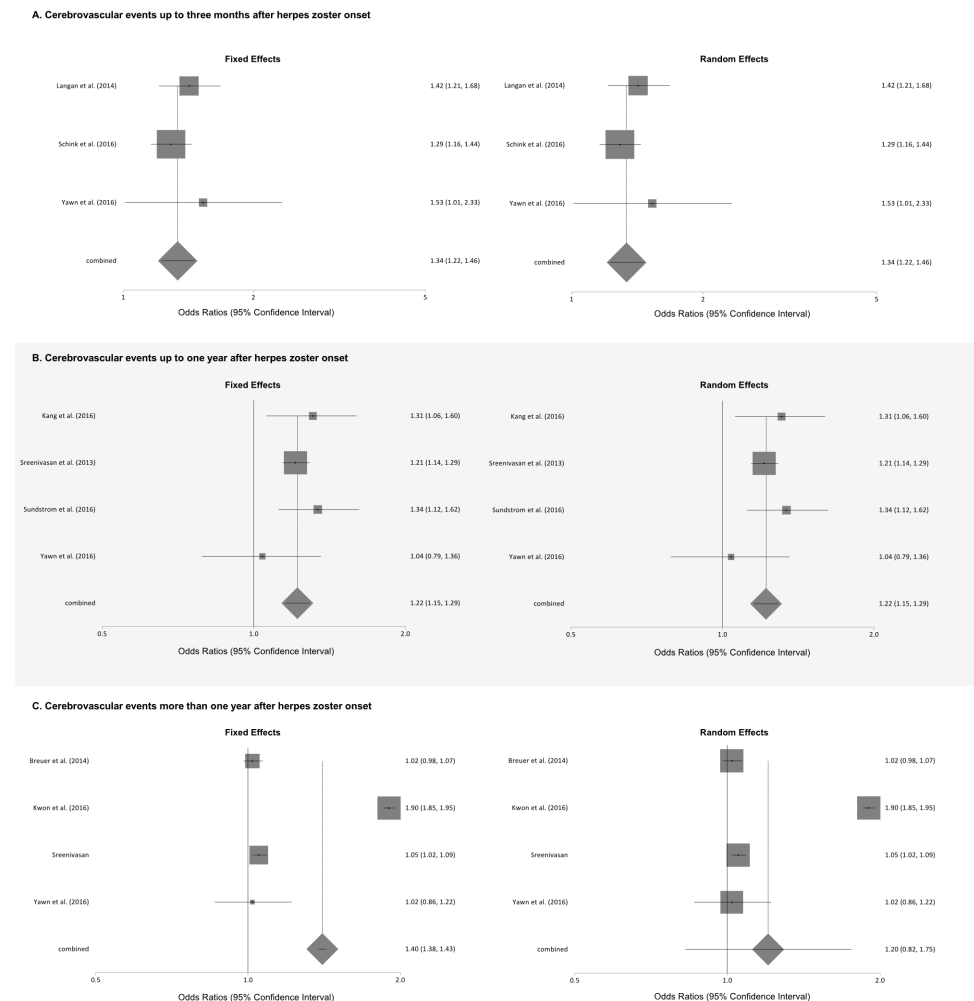 A. Cerebrovascular events up to three months after herpes zoster onset
Fixed Effects
Langan et al. (2014) 1.42 (1.21, 1.68)
Schink et al. (2016) 1.29 (1.16, 1.44)
Yawn et al. (2016) 1.53 (1.01, 2.33)
combined 1.34 (1.22, 1.46)
1 2 5
Odds Ratios (95% Confidence Interval)
Random Effects
Langan et al. (2014) 1.42 (1.21, 1.68)
Schink et al. (2016) 1.29 (1.16, 1.44)
Yawn et al. (2016) 1.53 (1.01, 2.33)
combined 1.34 (1.22, 1.46)
1 2 5
Odds Ratios (95% Confidence Interval)
B. Cerebrovascular events up to one year after herpes zoster onset
Fixed Effects
Kang et al. (2016) 1.31 (1.06, 1.60)
Sreenivasan et al. (2013) 1.21 (1.14, 1.29)
Sundstrom et al. (2016) 1.34 (1.12, 1.62)
Yawn et al. (2016) 1.04 (0.79, 1.36)
combined 1.22 (1.15, 1.29)
0.5 1.0 2.0
Odds Ratios (95% Confidence Interval)
Random Effects
Kang et al. (2016) 1.31 (1.06, 1.60)
Sreenivasan et al. (2013) 1.21 (1.14, 1.29)
Sundstrom et al. (2016) 1.34 (1.12, 1.62)
Yawn et al. (2016) 1.04 (0.79, 1.36)
combined 1.22 (1.15, 1.29)
0.5 1.0 2.0
Odds Ratios (95% Confidence Interval)
C. Cerebrovascular events more than one year after herpes zoster onset
Fixed Effects
Breuer et al. (2014) 1.02 (0.98, 1.07)
Kwon et al. (2016) 1.90 (1.85, 1.95)
Sreenivasan 1.05 (1.02, 1.09)
Yawn et al. (2016) 1.02 (0.86, 1.22)
combined 1.40 (1.38, 1.43)
0.5 1.0 2.0
Odds Ratios (95% Confidence Interval)
Random Effects
Breuer et al. (2014) 1.02 (0.98, 1.07)
Kwon et al. (2016) 1.90 (1.85, 1.95)
Sreenivasan 1.05 (1.02, 1.09)
Yawn et al. (2016) 1.02 (0.86, 1.22)
combined 1.20 (0.82, 1.75)
0.5 1.0 2.0
Odds Ratios (95% Confidence Interval)